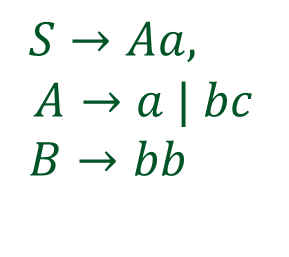 S → Aa,
A → a | bc
B → bb